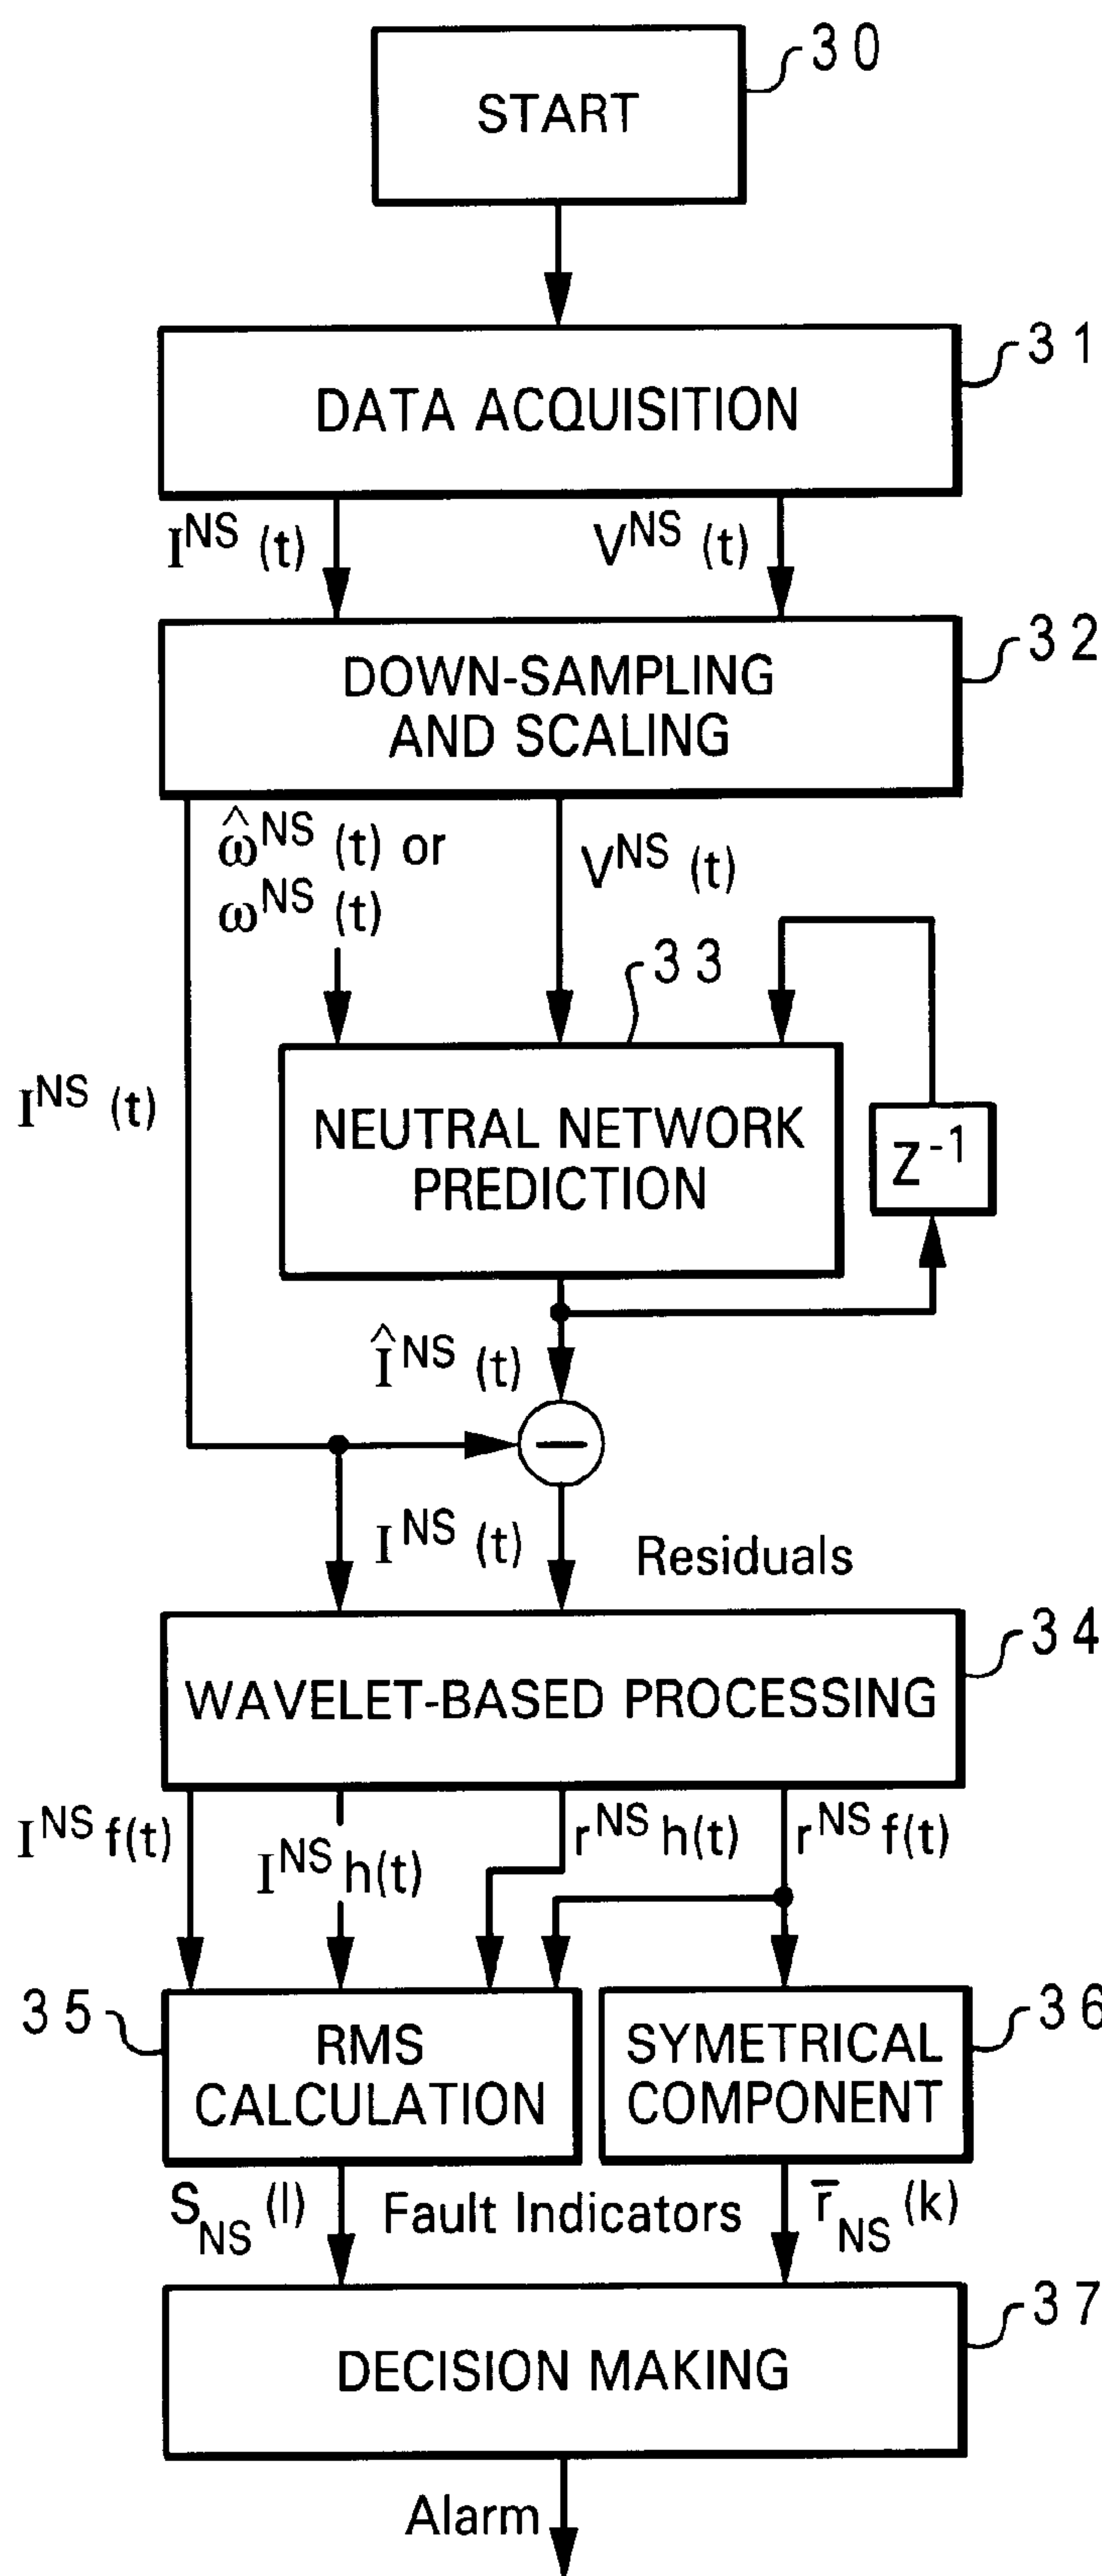 START
30
DATA ACQUISITION
31
I^NS (t)
V^NS (t)
DOWN-SAMPLING
AND SCALING
32
ω̂^NS (t) or
ω^NS (t)
V^NS (t)
33
I^NS (t)
NEUTRAL NETWORK
PREDICTION
Z^-1
Î^NS (t)
−
I^NS (t)
Residuals
34
WAVELET-BASED PROCESSING
I^NS f(t)
I^NS h(t)
r^NS h(t)
r^NS f(t)
35
RMS
CALCULATION
SYMETRICAL
COMPONENT
36
S_NS (l)
Fault Indicators
r̄_NS (k)
37
DECISION MAKING
Alarm